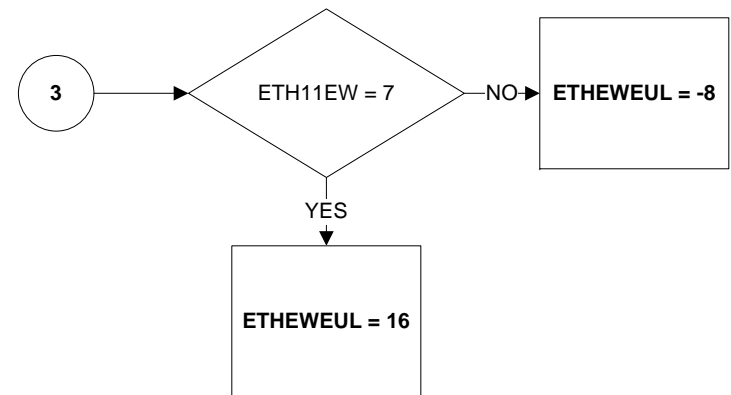 3
ETH11EW = 7
NO
ETHEWEUL = -8
YES
ETHEWEUL = 16